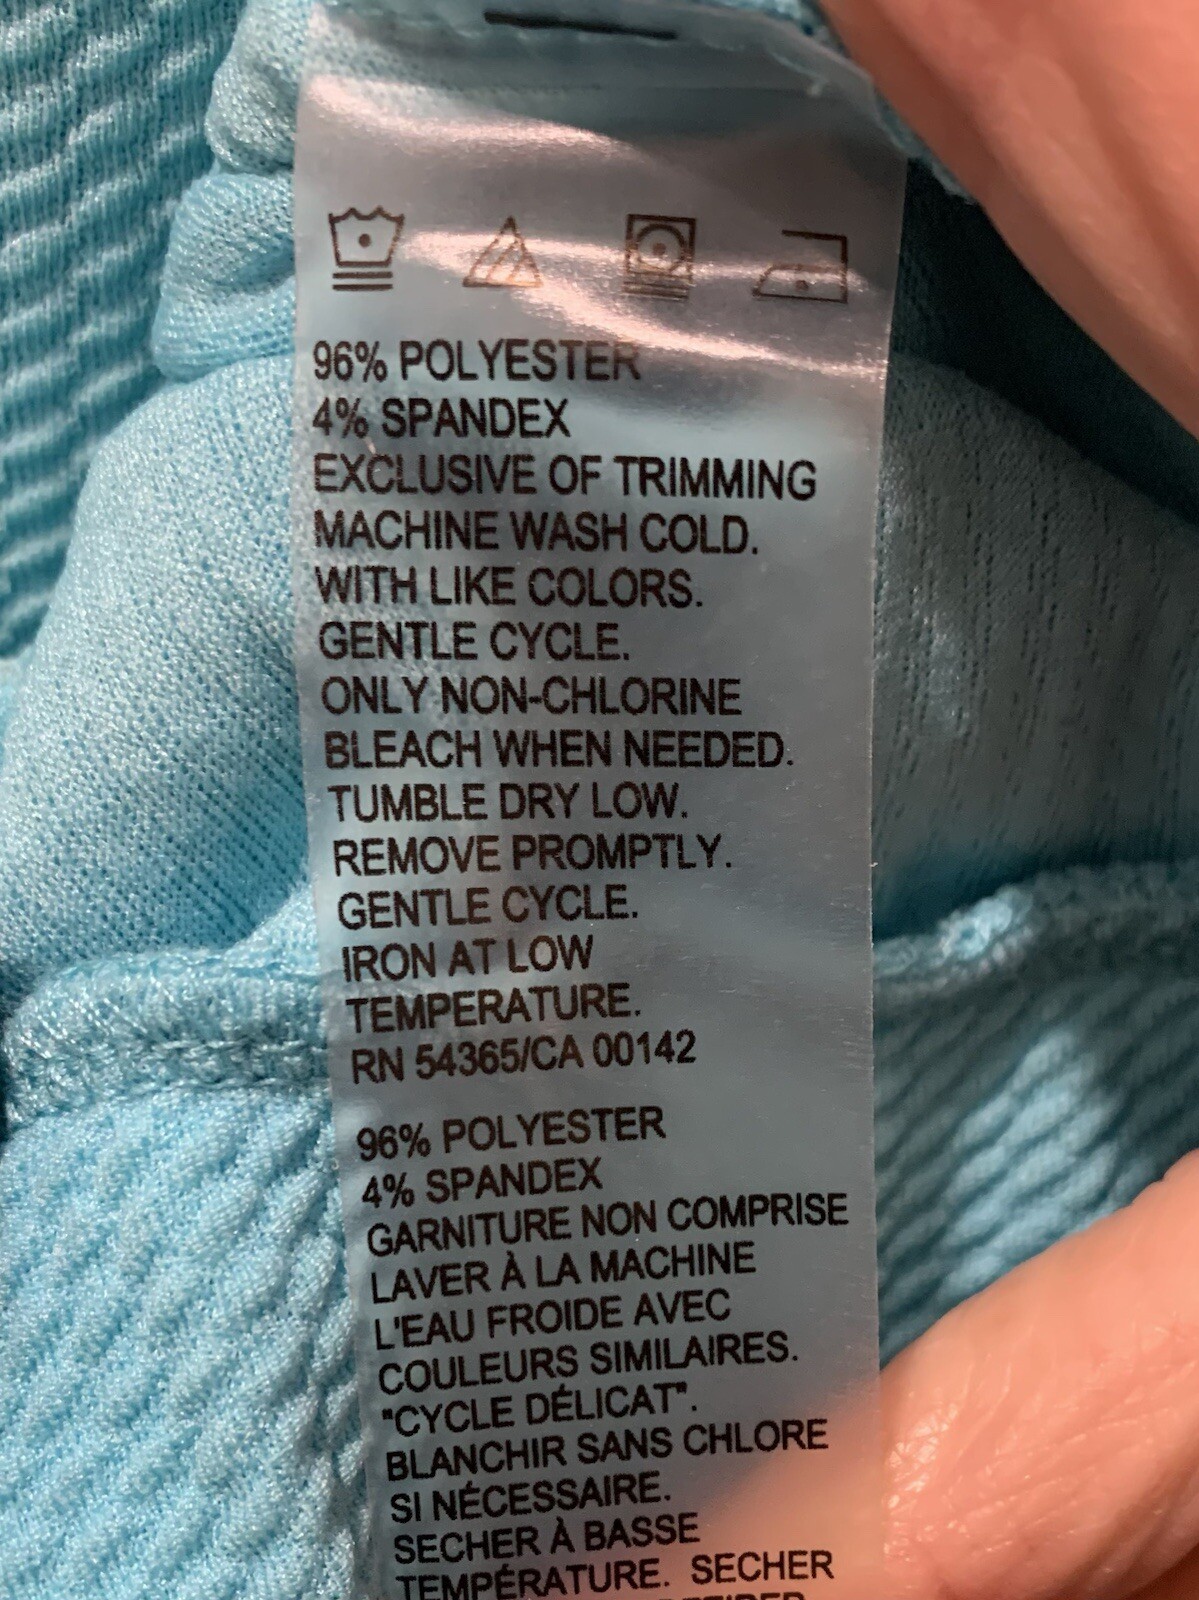 96% POLYESTER
4% SPANDEX
EXCLUSIVE OF TRIMMING
MACHINE WASH COLD.
WITH LIKE COLORS.
GENTLE CYCLE.
ONLY NON-CHLORINE
BLEACH WHEN NEEDED.
TUMBLE DRY LOW.
REMOVE PROMPTLY.
GENTLE CYCLE.
IRON AT LOW
TEMPERATURE.
RN 54365/CA 00142
96% POLYESTER
4% SPANDEX
GARNITURE NON COMPRISE
LAVER À LA MACHINE
L'EAU FROIDE AVEC
COULEURS SIMILAIRES.
"CYCLE DÉLICAT".
BLANCHIR SANS CHLORE
SI NÉCESSAIRE.
SECHER À BASSE
TEMPÉRATURE. SECHER